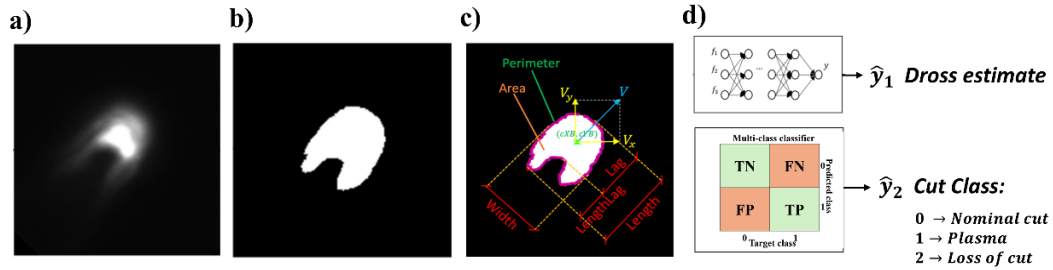 a)
b)
c)
d)
Perimeter
Area
V_y
V
V_x
(cXB, cYB)
Lag
LengthLag
Length
Width
f_1
f_2
f_3
...
y
ŷ_1 Dross estimate
Multi-class classifier
TN FN
FP TP
0
1
Predicted class
0 1
Target class
ŷ_2 Cut Class:
0 → Nominal cut
1 → Plasma
2 → Loss of cut